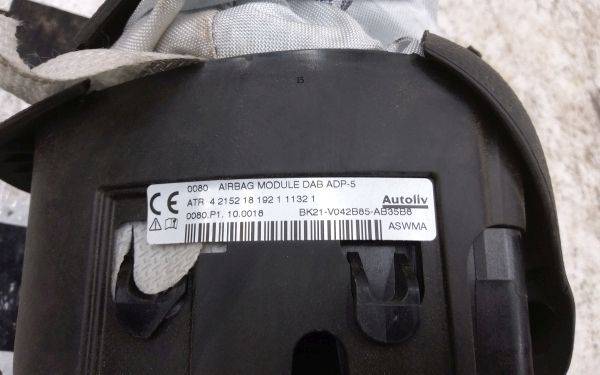 15
0080 AIRBAG MODULE DAB ADP-5
ATR 4 2152 18 192 1 1132 1
Autoliv
0080.P1. 10.0018 BK21-V042B85-AB35B8
ASWMA